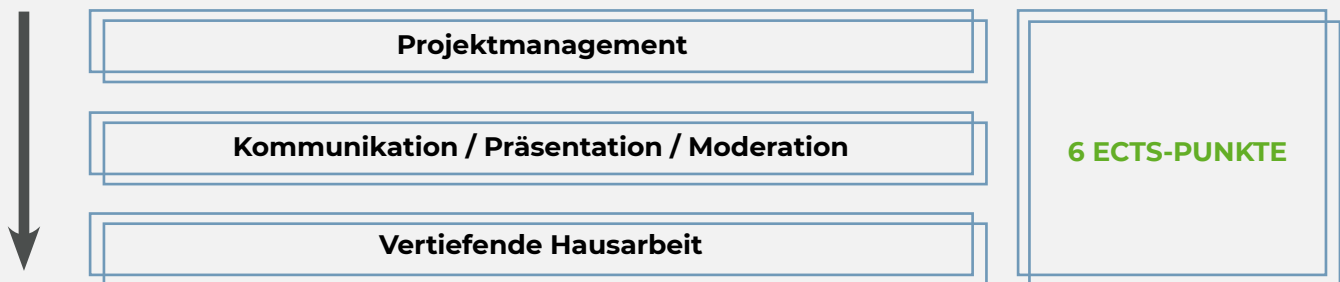 Projektmanagement
Kommunikation / Präsentation / Moderation
6 ECTS-PUNKTE
Vertiefende Hausarbeit